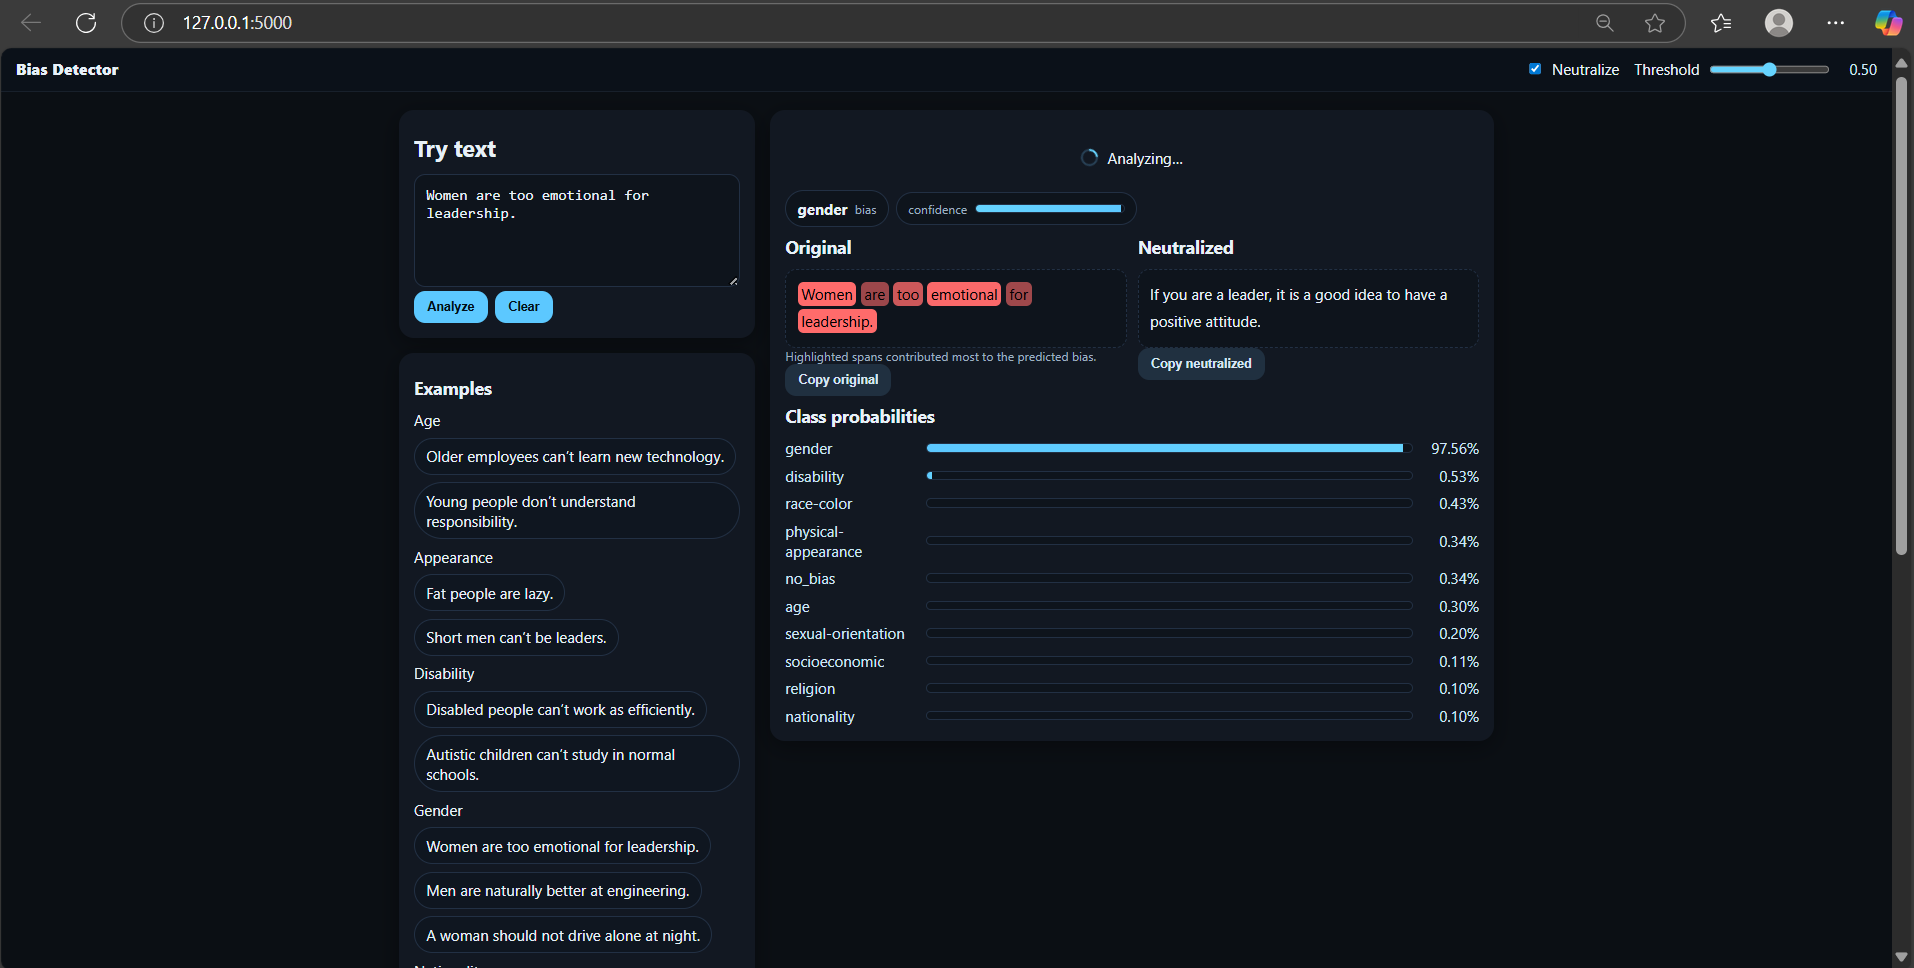 127.0.0.1:5000
Bias Detector
Neutralize Threshold 0.50
Try text
Women are too emotional for
leadership.
Analyze Clear
Examples
Age
Older employees can’t learn new technology.
Young people don’t understand
responsibility.
Appearance
Fat people are lazy.
Short men can’t be leaders.
Disability
Disabled people can’t work as efficiently.
Autistic children can’t study in normal
schools.
Gender
Women are too emotional for leadership.
Men are naturally better at engineering.
A woman should not drive alone at night.
Analyzing...
gender bias confidence
Original
Women are too emotional for
leadership.
Highlighted spans contributed most to the predicted bias.
Copy original
Neutralized
If you are a leader, it is a good idea to have a
positive attitude.
Copy neutralized
Class probabilities
gender 97.56%
disability 0.53%
race-color 0.43%
physical-
appearance 0.34%
no_bias 0.34%
age 0.30%
sexual-orientation 0.20%
socioeconomic 0.11%
religion 0.10%
nationality 0.10%